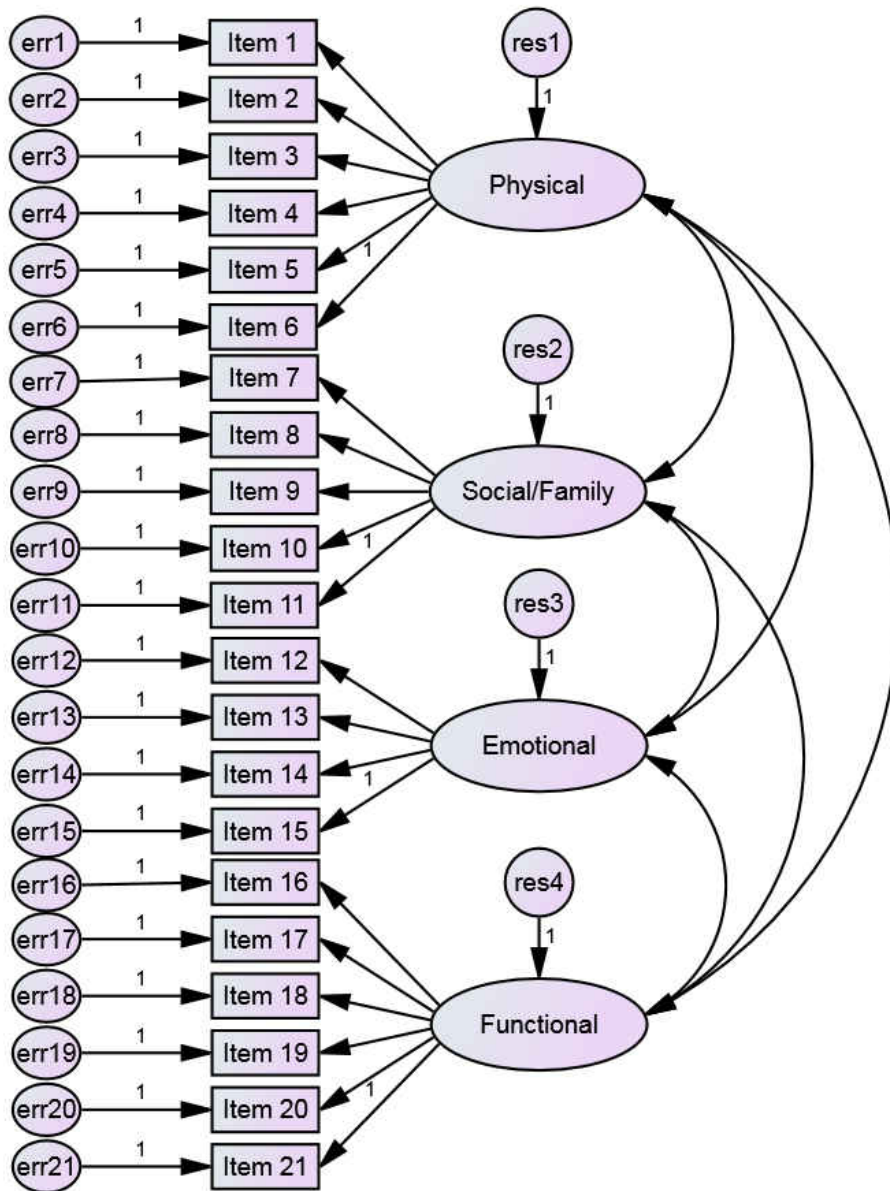 err1 1 Item 1
res1
err2 1 Item 2
1
err3 1 Item 3
Physical
err4 1 Item 4
err5 1 Item 5 1
err6 1 Item 6
res2
err7 1 Item 7
1
err8 1 Item 8
err9 1 Item 9 Social/Family
err10 1 Item 10 1
err11 1 Item 11
res3
err12 1 Item 12
1
err13 1 Item 13
Emotional
err14 1 Item 14 1
err15 1 Item 15
err16 1 Item 16
res4
err17 1 Item 17
1
err18 1 Item 18
Functional
err19 1 Item 19
err20 1 Item 20 1
err21 1 Item 21